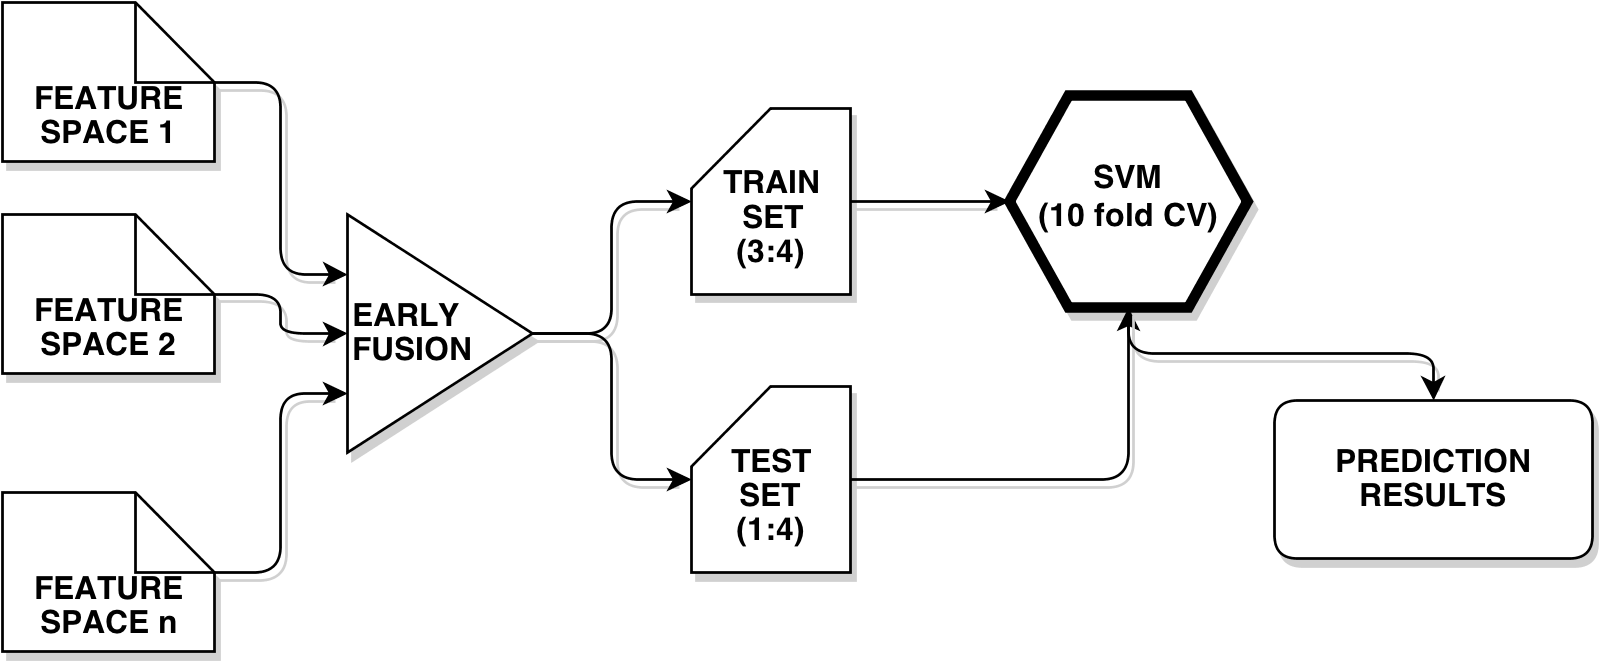 FEATURE
SPACE 1
FEATURE
SPACE 2
FEATURE
SPACE n
EARLY
FUSION
TRAIN
SET
(3:4)
TEST
SET
(1:4)
SVM
(10 fold CV)
PREDICTION
RESULTS